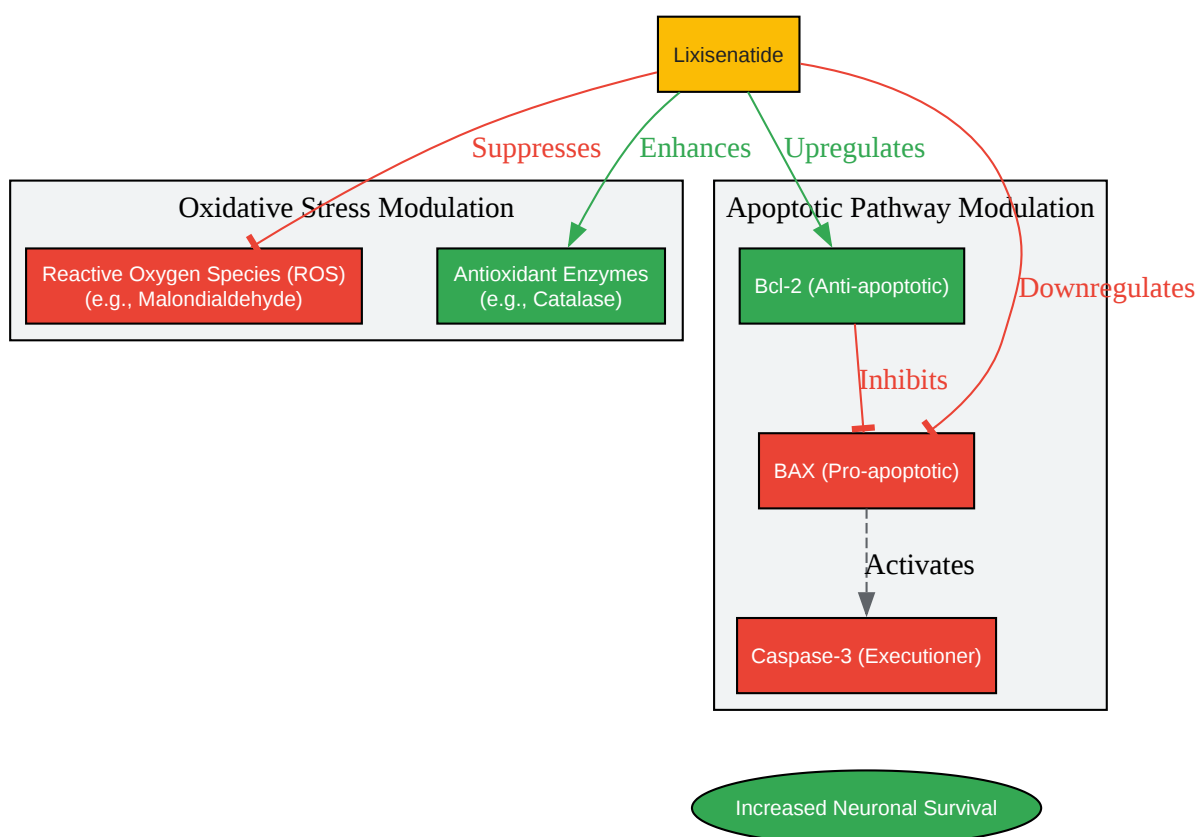 Lixisenatide
Suppresses
Enhances
Upregulates
Oxidative Stress Modulation
Apoptotic Pathway Modulation
Reactive Oxygen Species (ROS)
(e.g., Malondialdehyde)
Antioxidant Enzymes
(e.g., Catalase)
Bcl-2 (Anti-apoptotic)
Downregulates
Inhibits
BAX (Pro-apoptotic)
Activates
Caspase-3 (Executioner)
Increased Neuronal Survival